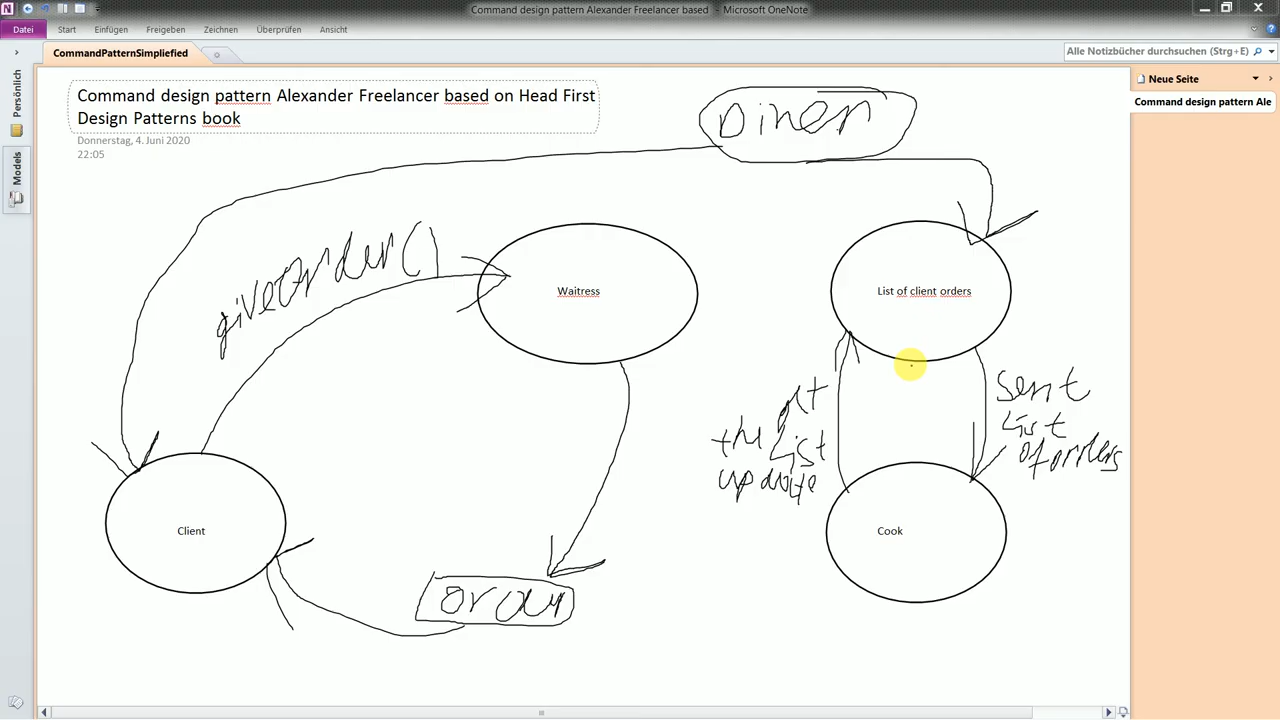 Command design pattern Alexander Freelancer based - Microsoft OneNote
Datei Start Einfügen Freigeben Zeichnen Überprüfen Ansicht
CommandPatternSimpliefied
Alle Notizbücher durchsuchen (Strg+E)
Persönlich
Models
Neue Seite
Command design pattern Ale
Command design pattern Alexander Freelancer based on Head First
Design Patterns book
Donnerstag, 4. Juni 2020
22:05
Diner
giveOrder()
Waitress
List of client orders
get
the list
update
sent
list
of orders
Client
Cook
order